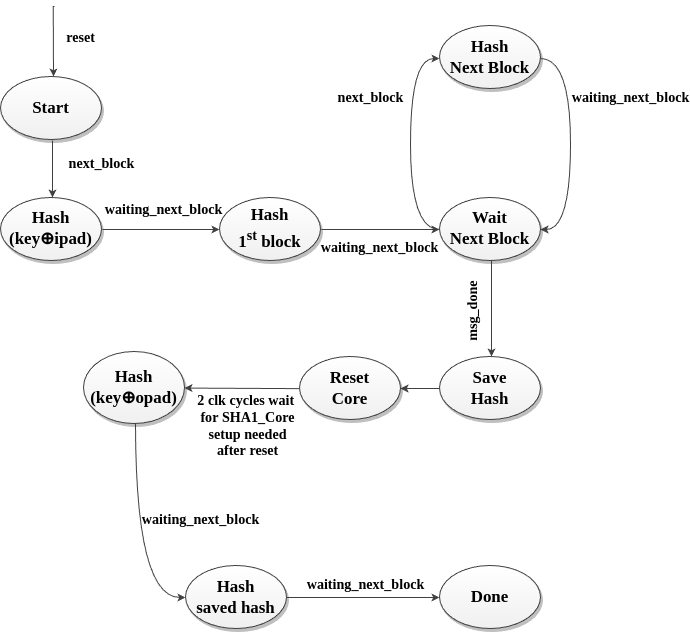 reset
Start
next_block
Hash
(key⊕ipad)
waiting_next_block
Hash
1st block
waiting_next_block
Hash
Next Block
next_block
waiting_next_block
Wait
Next Block
msg_done
Save
Hash
Reset
Core
2 clk cycles wait
for SHA1_Core
setup needed
after reset
Hash
(key⊕opad)
waiting_next_block
Hash
saved hash
waiting_next_block
Done